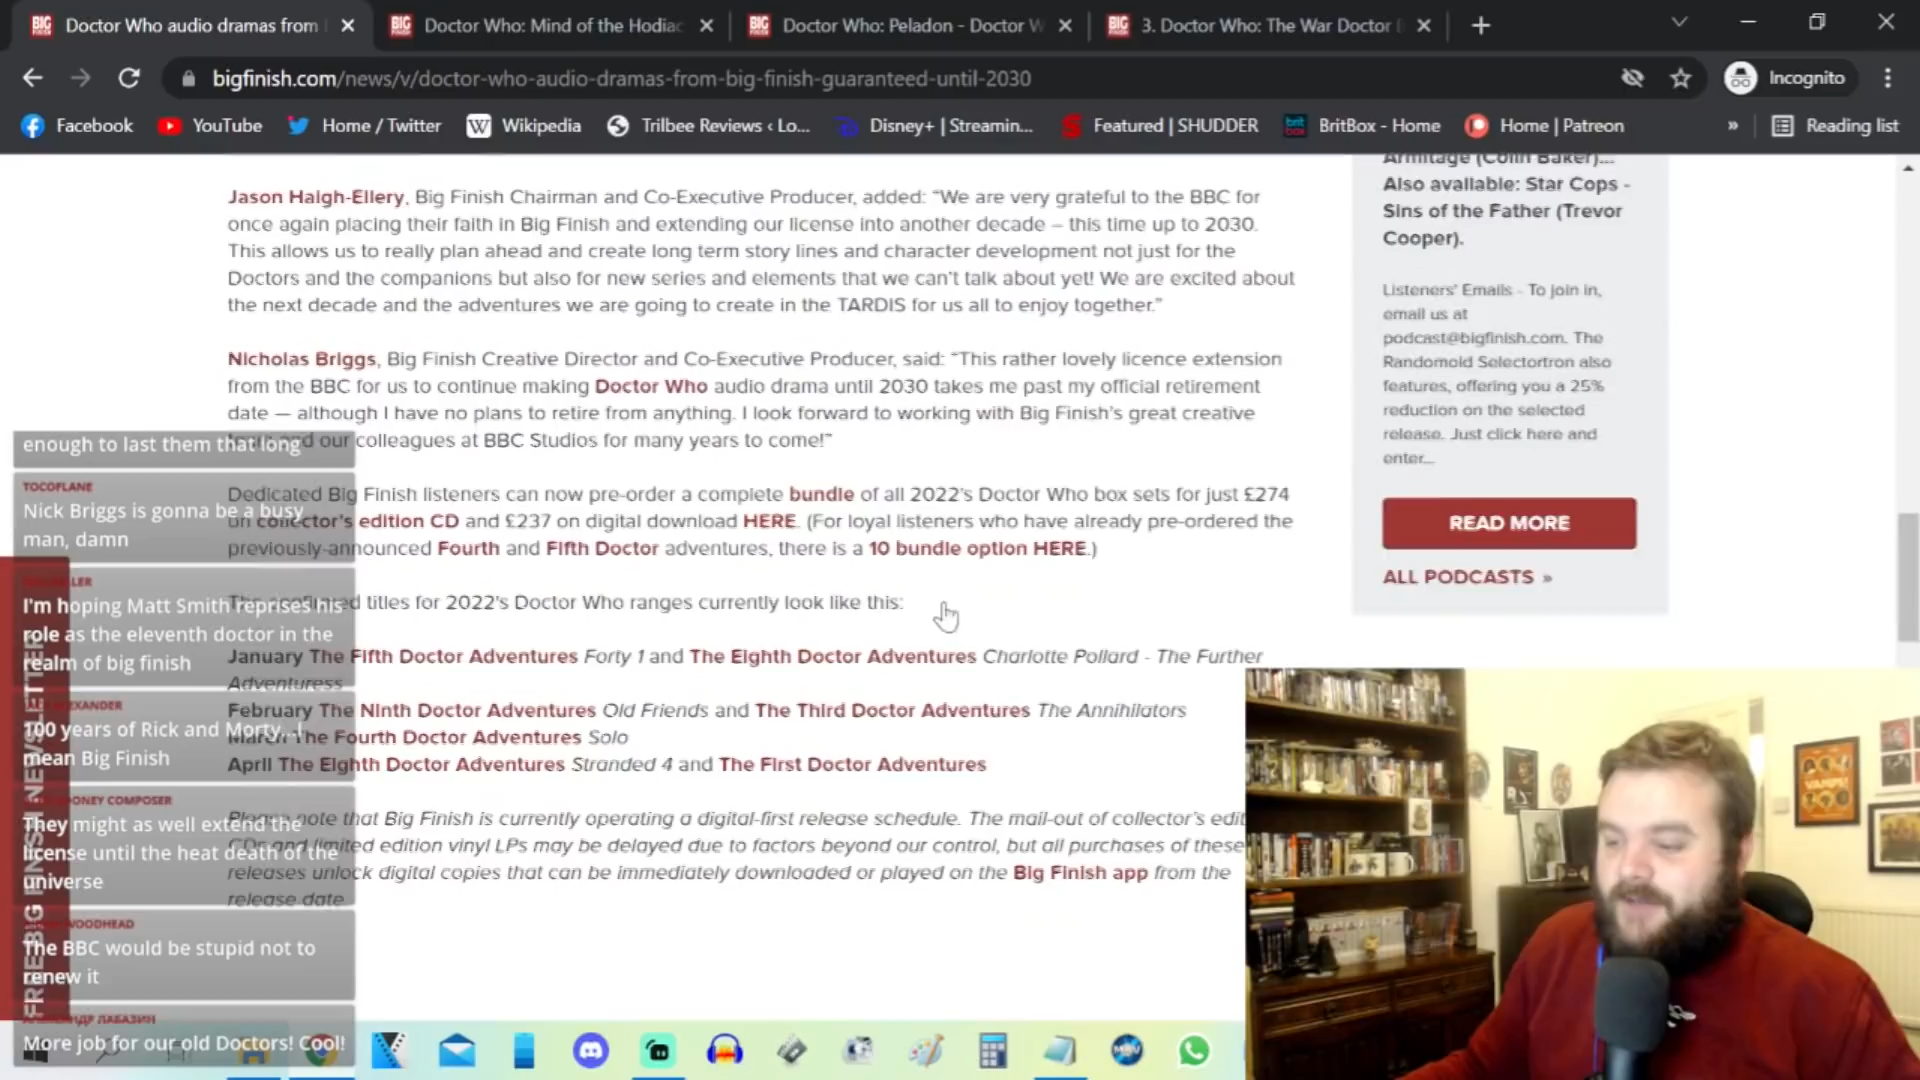 Doctor Who audio dramas from
Doctor Who: Mind of the Hodiac
Doctor Who: Peladon - Doctor W
3. Doctor Who: The War Doctor
bigfinish.com/news/v/doctor-who-audio-dramas-from-big-finish-guaranteed-until-2030
Incognito
Facebook
YouTube
Home / Twitter
Wikipedia
Trilbee Reviews ‹ Lo...
Disney+ | Streamin...
Featured | SHUDDER
BritBox - Home
Home | Patreon
»
Reading list
Jason Haigh-Ellery, Big Finish Chairman and Co-Executive Producer, added: “We are very grateful to the BBC for
once again placing their faith in Big Finish and extending our license into another decade – this time up to 2030.
This allows us to really plan ahead and create long term story lines and character development not just for the
Doctors and the companions but also for new series and elements that we can’t talk about yet! We are excited about
the next decade and the adventures we are going to create in the TARDIS for us all to enjoy together.”
Nicholas Briggs, Big Finish Creative Director and Co-Executive Producer, said: “This rather lovely licence extension
from the BBC for us to continue making Doctor Who audio drama until 2030 takes me past my official retirement
date — although I have no plans to retire from anything. I look forward to working with Big Finish’s great creative
and our colleagues at BBC Studios for many years to come!”
Dedicated Big Finish listeners can now pre-order a complete bundle of all 2022’s Doctor Who box sets for just £274
on collector’s edition CD and £237 on digital download HERE. (For loyal listeners who have already pre-ordered the
previously-announced Fourth and Fifth Doctor adventures, there is a 10 bundle option HERE.)
titles for 2022’s Doctor Who ranges currently look like this:
January The Fifth Doctor Adventures Forty 1 and The Eighth Doctor Adventures Charlotte Pollard - The Further
Adventuress
February The Ninth Doctor Adventures Old Friends and The Third Doctor Adventures The Annihilators
March The Fourth Doctor Adventures Solo
April The Eighth Doctor Adventures Stranded 4 and The First Doctor Adventures
Please note that Big Finish is currently operating a digital-first release schedule. The mail-out of collector’s edit
CDs and limited edition vinyl LPs may be delayed due to factors beyond our control, but all purchases of these
releases unlock digital copies that can be immediately downloaded or played on the Big Finish app from the
release date
Armitage (Colin Baker)...
Also available: Star Cops -
Sins of the Father (Trevor
Cooper).
Listeners' Emails - To join in,
email us at
podcast@bigfinish.com. The
Randomoid Selectortron also
features, offering you a 25%
reduction on the selected
release. Just click here and
enter...
READ MORE
ALL PODCASTS »
enough to last them that long
TOCOFLANE
Nick Briggs is gonna be a busy
man, damn
I'm hoping Matt Smith reprises his
role as the eleventh doctor in the
realm of big finish
100 years of Rick and Morty...I
mean Big Finish
COMPOSER
They might as well extend the
license until the heat death of the
universe
WOODHEAD
The BBC would be stupid not to
renew it
АЛЕКСАНДР ЛАБАЗИН
More job for our old Doctors! Cool!
FREE BIG FINISH NEWSLETTER
VAMPS